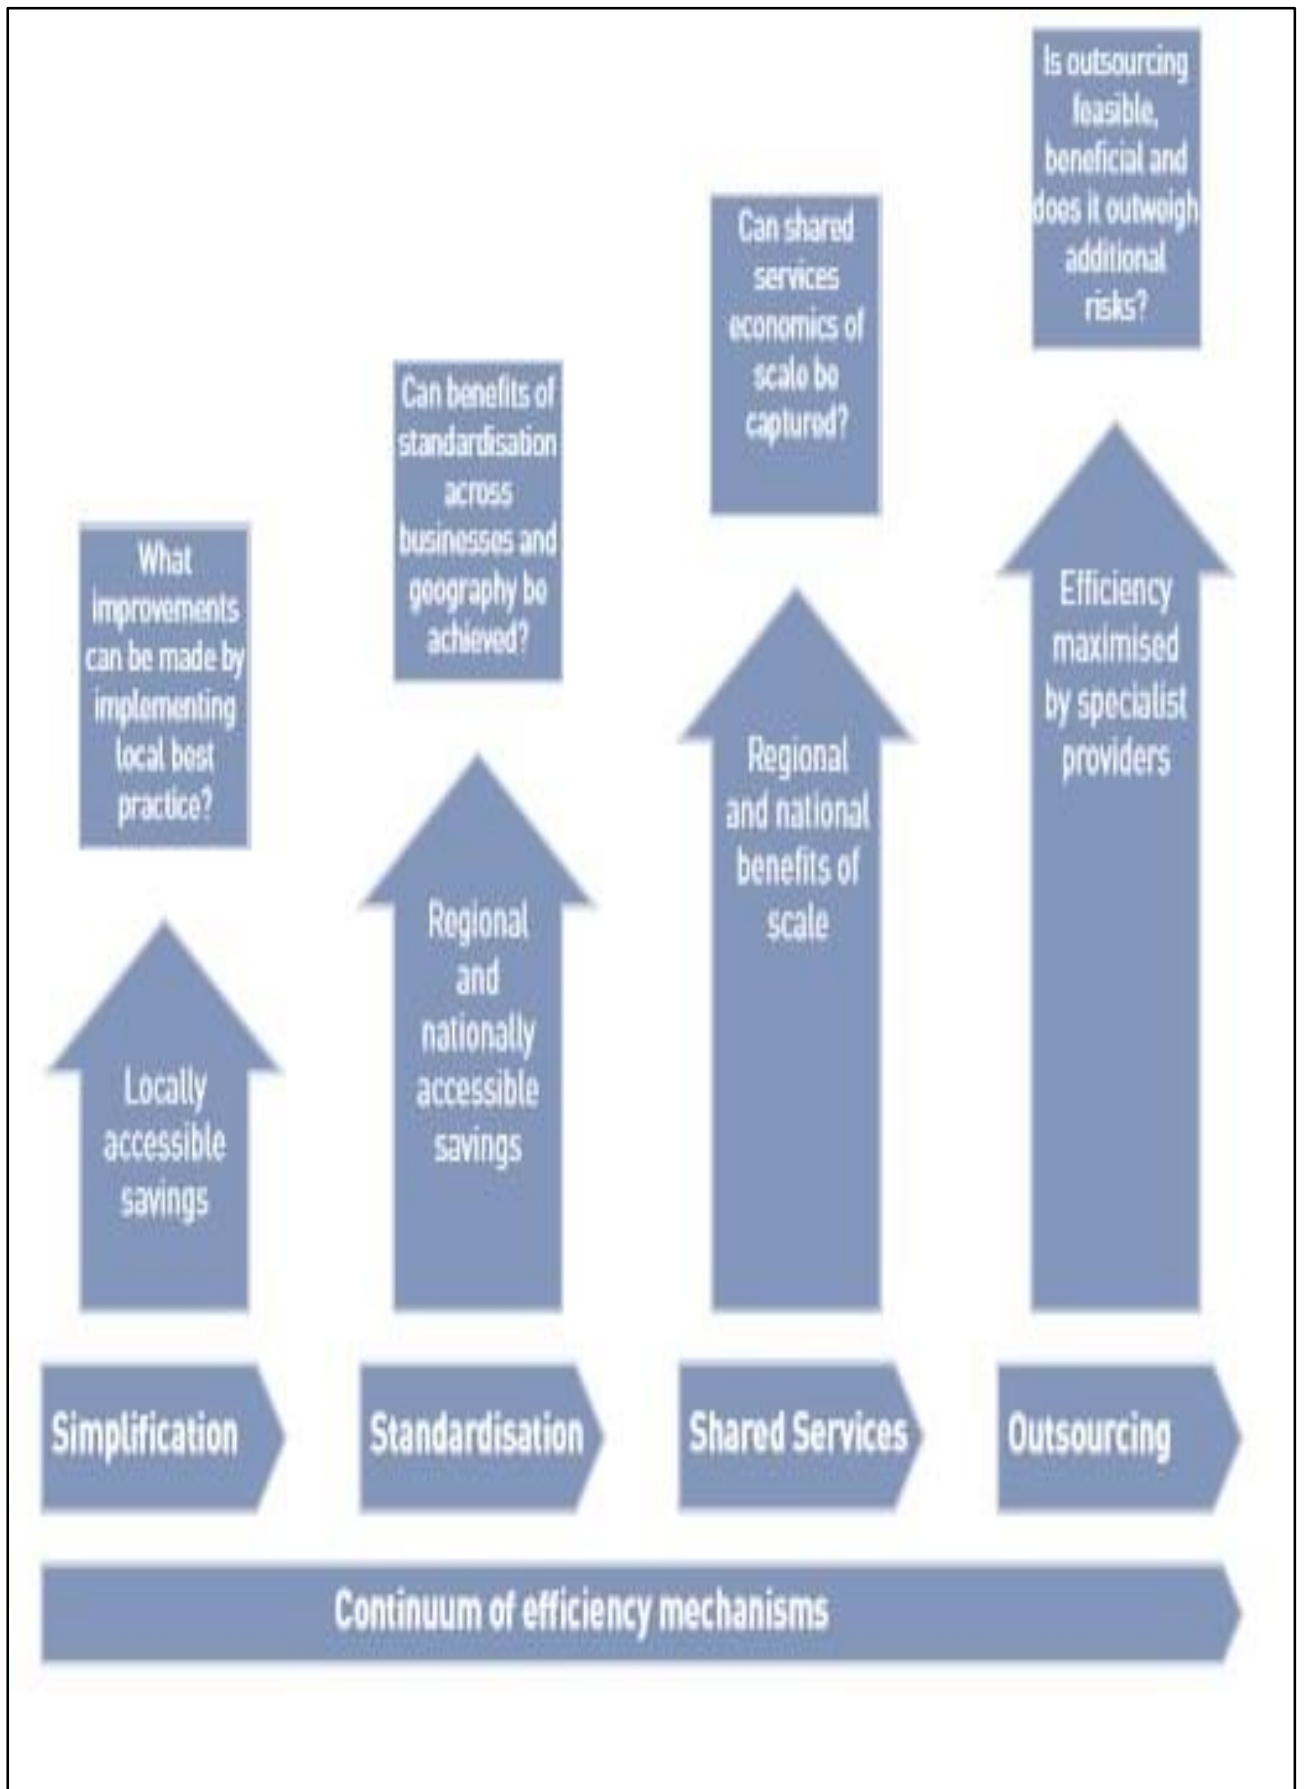 Is outsourcing
feasible,
beneficial and
does it outweigh
additional
risks?
Can shared
services
economics of
scale be
captured?
Can benefits of
standardisation
across
businesses and
geography be
achieved?
What
improvements
can be made by
implementing
local best
practice?
Locally
accessible
savings
Regional
and
nationally
accessible
savings
Regional
and national
benefits of
scale
Efficiency
maximised
by specialist
providers
Simplification
Standardisation
Shared Services
Outsourcing
Continuum of efficiency mechanisms